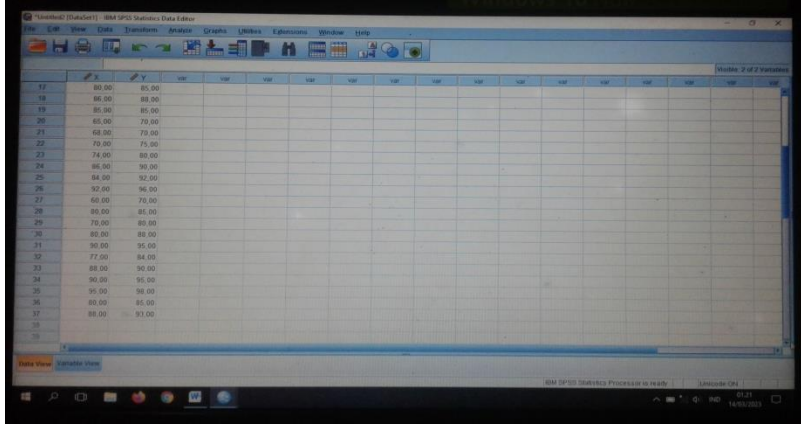 *Untitled2 [DataSet1] - IBM SPSS Statistics Data Editor
File Edit View Data Transform Analyze Graphs Utilities Extensions Window Help
Visible: 2 of 2 Variables
X Y var var var var var var var var var var var var var var var
17 80,00 85,00
18 86,00 88,00
19 85,00 85,00
20 65,00 70,00
21 68,00 70,00
22 70,00 75,00
23 74,00 80,00
24 86,00 90,00
25 84,00 92,00
26 92,00 96,00
27 60,00 70,00
28 80,00 85,00
29 70,00 80,00
30 80,00 88,00
31 90,00 95,00
32 77,00 84,00
33 88,00 90,00
34 90,00 95,00
35 95,00 98,00
36 80,00 85,00
37 88,00 93,00
38
39
Data View Variable View
IBM SPSS Statistics Processor is ready Unicode:ON
IND 01.21
14/03/2023